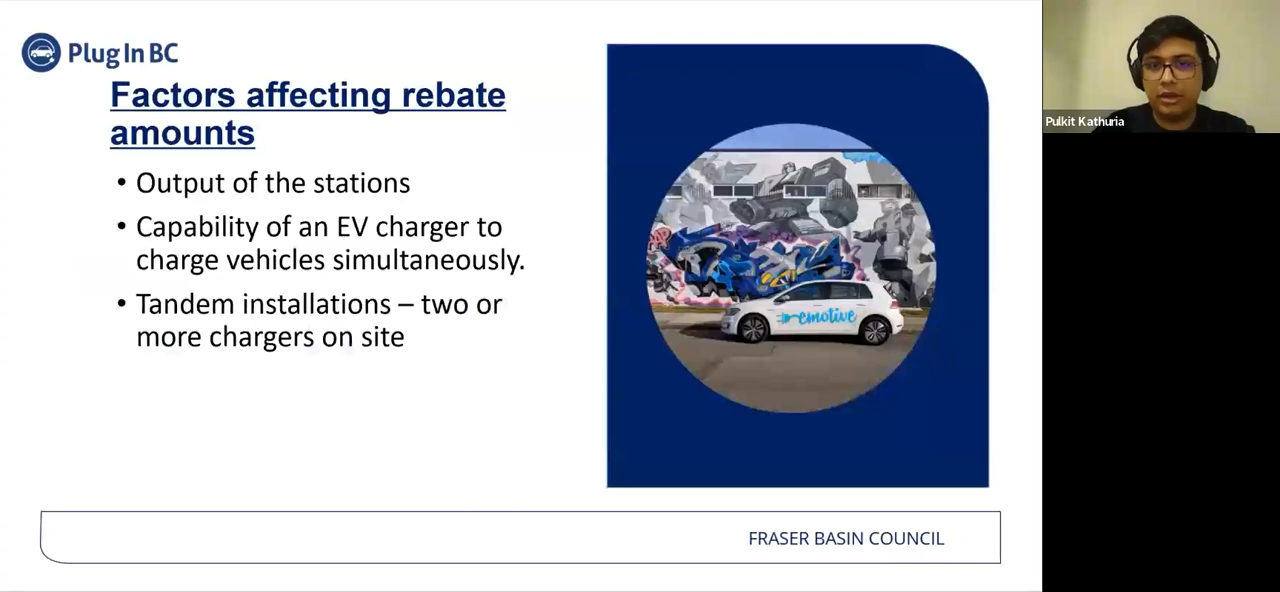 Plug In BC
Factors affecting rebate
amounts
• Output of the stations
• Capability of an EV charger to
charge vehicles simultaneously.
• Tandem installations – two or
more chargers on site
emotive
FRASER BASIN COUNCIL
Pulkit Kathuria